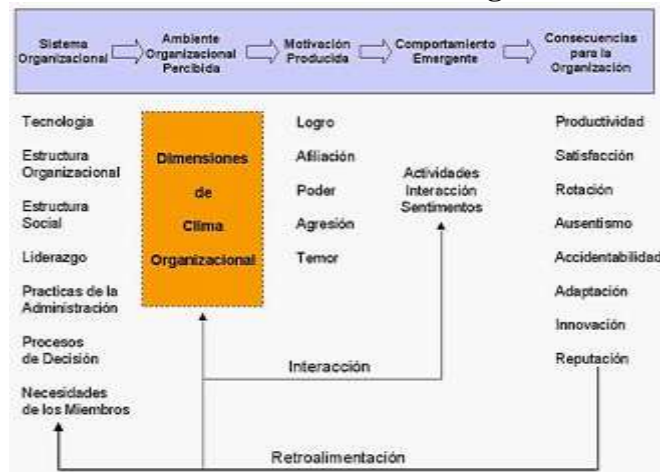 Sistema
Organizacional
Ambiente
Organizacional
Percibida
Motivación
Producida
Comportamiento
Emergente
Consecuencias
para la
Organización
Tecnologia
Estructura
Organizacional
Estructura
Social
Liderazgo
Practicas de la
Administración
Procesos
de Decisión
Necesidades
de los Miembros
Dimensiones
de
Clima
Organizacional
Logro
Afiliación
Poder
Agresión
Temor
Actividades
Interacción
Sentimentos
Productividad
Satisfacción
Rotación
Ausentismo
Accidentabilidad
Adaptación
Innovación
Reputación
Interacción
Retroalimentación